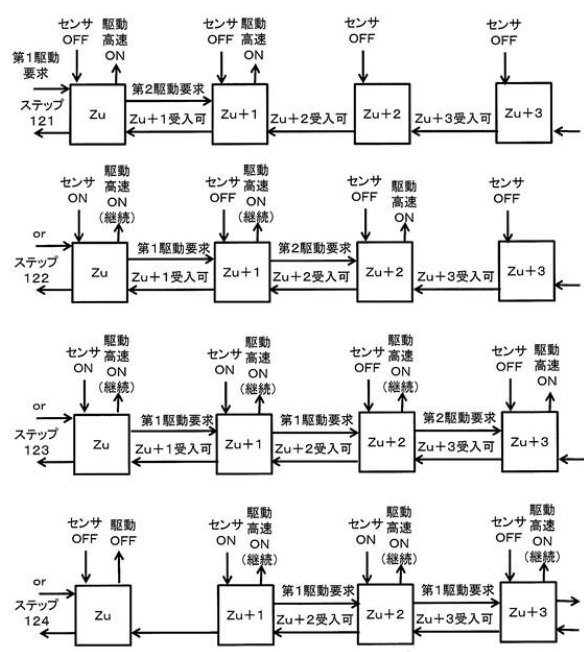 センサ
OFF
駆動
高速
ON
センサ
OFF
駆動
高速
ON
センサ
OFF
センサ
OFF
第1駆動
要求
ステップ
121
Zu
第2駆動要求
Zu+1受入可
Zu+1
Zu+2受入可
Zu+2
Zu+3受入可
Zu+3
センサ
ON
駆動
高速
ON
(継続)
センサ
OFF
駆動
高速
ON
(継続)
センサ
OFF
駆動
高速
ON
センサ
OFF
or
ステップ
122
Zu
第1駆動要求
Zu+1受入可
Zu+1
第2駆動要求
Zu+2受入可
Zu+2
Zu+3受入可
Zu+3
センサ
ON
駆動
高速
ON
(継続)
センサ
ON
駆動
高速
ON
(継続)
センサ
OFF
駆動
高速
ON
(継続)
センサ
OFF
駆動
高速
ON
or
ステップ
123
Zu
第1駆動要求
Zu+1受入可
Zu+1
第1駆動要求
Zu+2受入可
Zu+2
第2駆動要求
Zu+3受入可
Zu+3
センサ
OFF
駆動
OFF
センサ
ON
駆動
高速
ON
(継続)
センサ
ON
駆動
高速
ON
(継続)
センサ
OFF
駆動
高速
ON
(継続)
or
ステップ
124
Zu
Zu+1
第1駆動要求
Zu+2受入可
Zu+2
第1駆動要求
Zu+3受入可
Zu+3